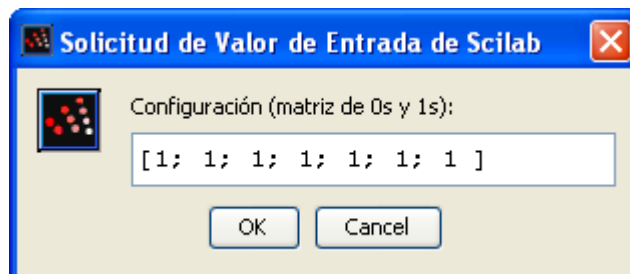 Solicitud de Valor de Entrada de Scilab
Configuración (matriz de 0s y 1s):
[1; 1; 1; 1; 1; 1; 1 ]
OK Cancel